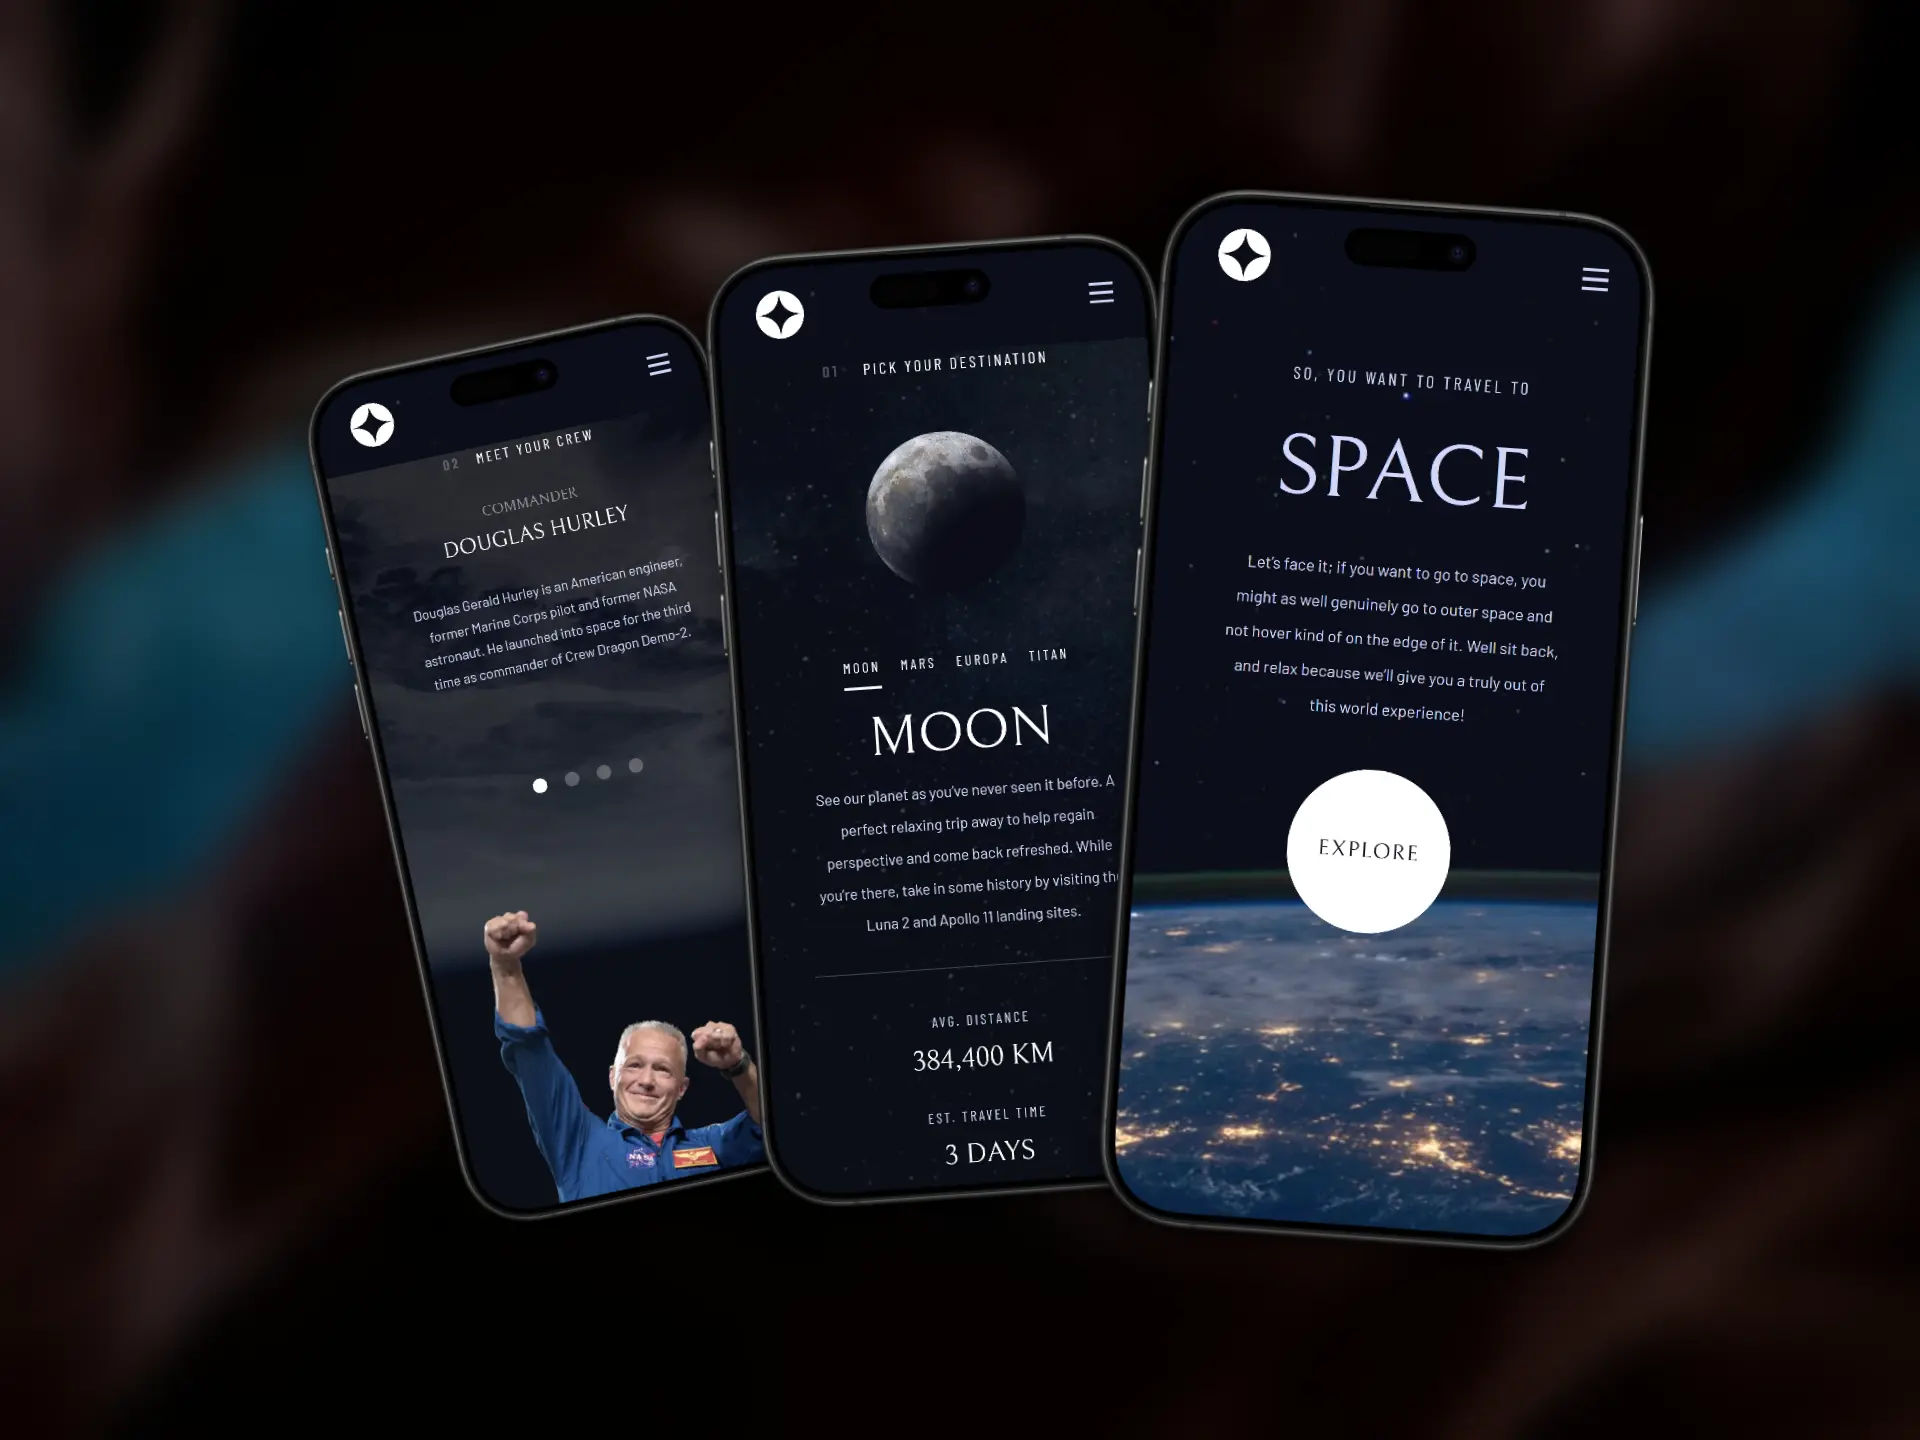 02 MEET YOUR CREW
COMMANDER
DOUGLAS HURLEY
Douglas Gerald Hurley is an American engineer,
former Marine Corps pilot and former NASA
astronaut. He launched into space for the third
time as commander of Crew Dragon Demo-2.
NASA
01 PICK YOUR DESTINATION
MOON MARS EUROPA TITAN
MOON
See our planet as you've never seen it before. A
perfect relaxing trip away to help regain
perspective and come back refreshed. While
you're there, take in some history by visiting th
Luna 2 and Apollo 11 landing sites.
AVG. DISTANCE
384,400 KM
EST. TRAVEL TIME
3 DAYS
SO, YOU WANT TO TRAVEL TO
SPACE
Let's face it; if you want to go to space, you
might as well genuinely go to outer space and
not hover kind of on the edge of it. Well sit back,
and relax because we'll give you a truly out of
this world experience!
EXPLORE